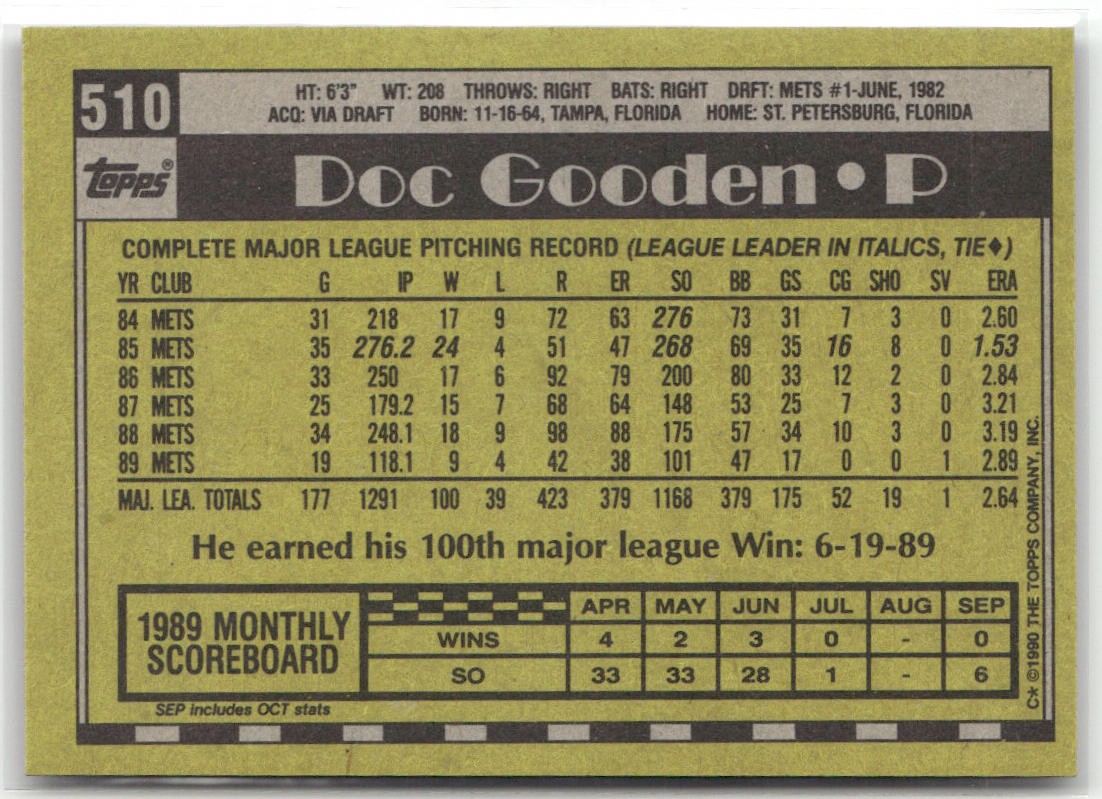 510
HT: 6'3" WT: 208 THROWS: RIGHT BATS: RIGHT DRFT: METS #1-JUNE, 1982
ACQ: VIA DRAFT BORN: 11-16-64, TAMPA, FLORIDA HOME: ST. PETERSBURG, FLORIDA
Topps®
Doc Gooden • P
COMPLETE MAJOR LEAGUE PITCHING RECORD (LEAGUE LEADER IN ITALICS, TIE♦)
YR CLUB G IP W L R ER SO BB GS CG SHO SV ERA
84 METS 31 218 17 9 72 63 276 73 31 7 3 0 2.60
85 METS 35 276.2 24 4 51 47 268 69 35 16 8 0 1.53
86 METS 33 250 17 6 92 79 200 80 33 12 2 0 2.84
87 METS 25 179.2 15 7 68 64 148 53 25 7 3 0 3.21
88 METS 34 248.1 18 9 98 88 175 57 34 10 3 0 3.19
89 METS 19 118.1 9 4 42 38 101 47 17 0 0 1 2.89
MAJ. LEA. TOTALS 177 1291 100 39 423 379 1168 379 175 52 19 1 2.64
He earned his 100th major league Win: 6-19-89
1989 MONTHLY
SCOREBOARD
APR MAY JUN JUL AUG SEP
WINS 4 2 3 0 - 0
SO 33 33 28 1 - 6
SEP includes OCT stats
C* ©1990 THE TOPPS COMPANY, INC.